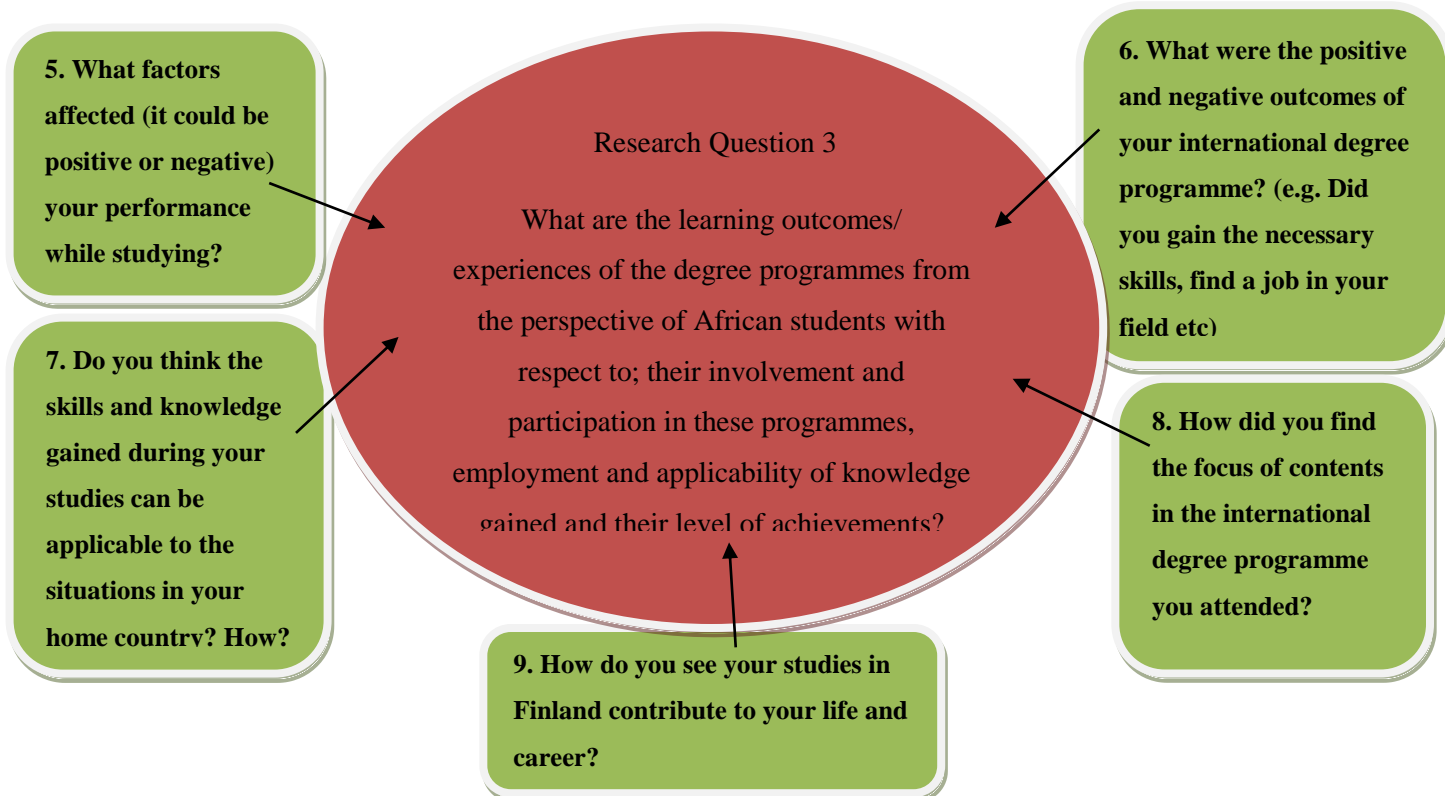 5. What factors
affected (it could be
positive or negative)
your performance
while studying?
6. What were the positive
and negative outcomes of
your international degree
programme? (e.g. Did
you gain the necessary
skills, find a job in your
field etc)
Research Question 3
What are the learning outcomes/
experiences of the degree programmes from
the perspective of African students with
respect to; their involvement and
participation in these programmes,
employment and applicability of knowledge
gained and their level of achievements?
7. Do you think the
skills and knowledge
gained during your
studies can be
applicable to the
situations in your
home country? How?
8. How did you find
the focus of contents
in the international
degree programme
you attended?
9. How do you see your studies in
Finland contribute to your life and
career?